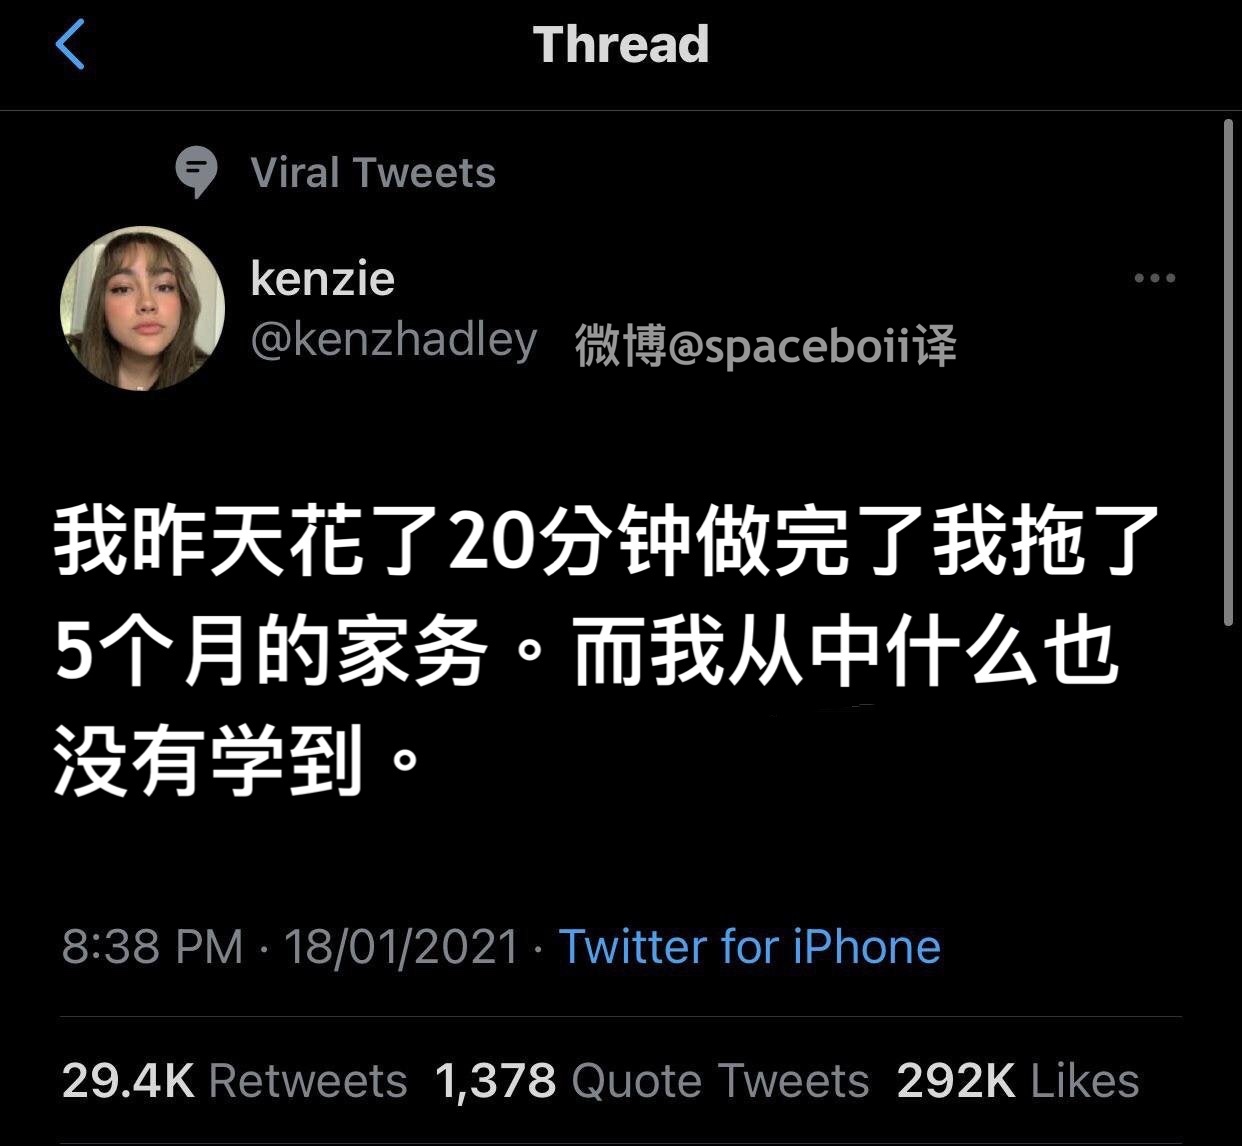 Thread
Viral Tweets
kenzie
@kenzhadley 微博@spaceboii译
我昨天花了20分钟做完了我拖了
5个月的家务。而我从中什么也
没有学到。
8:38 PM · 18/01/2021 · Twitter for iPhone
29.4K Retweets 1,378 Quote Tweets 292K Likes